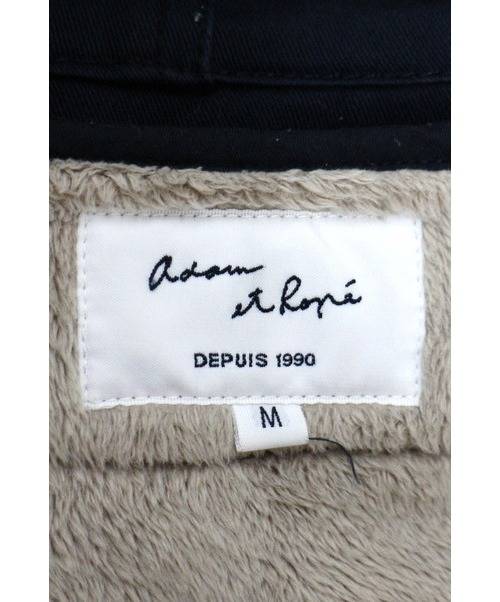 Adam
et Ropé
DEPUIS 1990
M